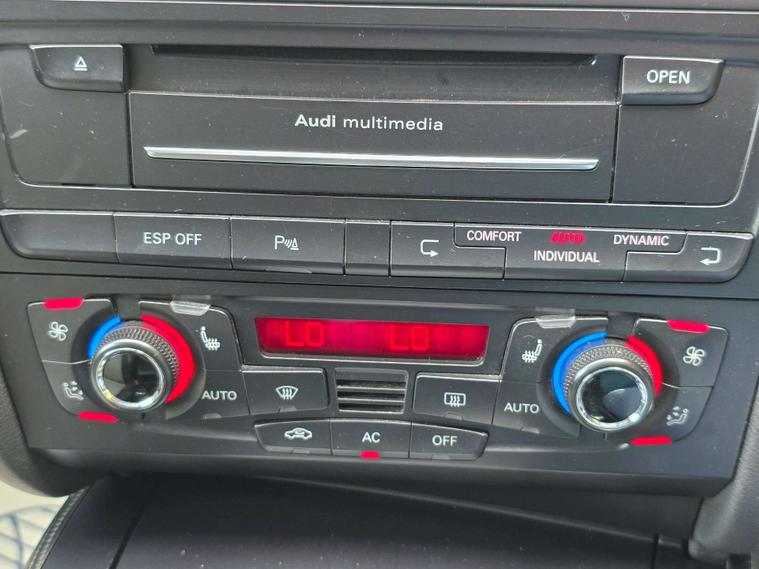 OPEN
Audi multimedia
ESP OFF
P
COMFORT auto DYNAMIC
INDIVIDUAL
LO LO
AUTO
AUTO
AC
OFF